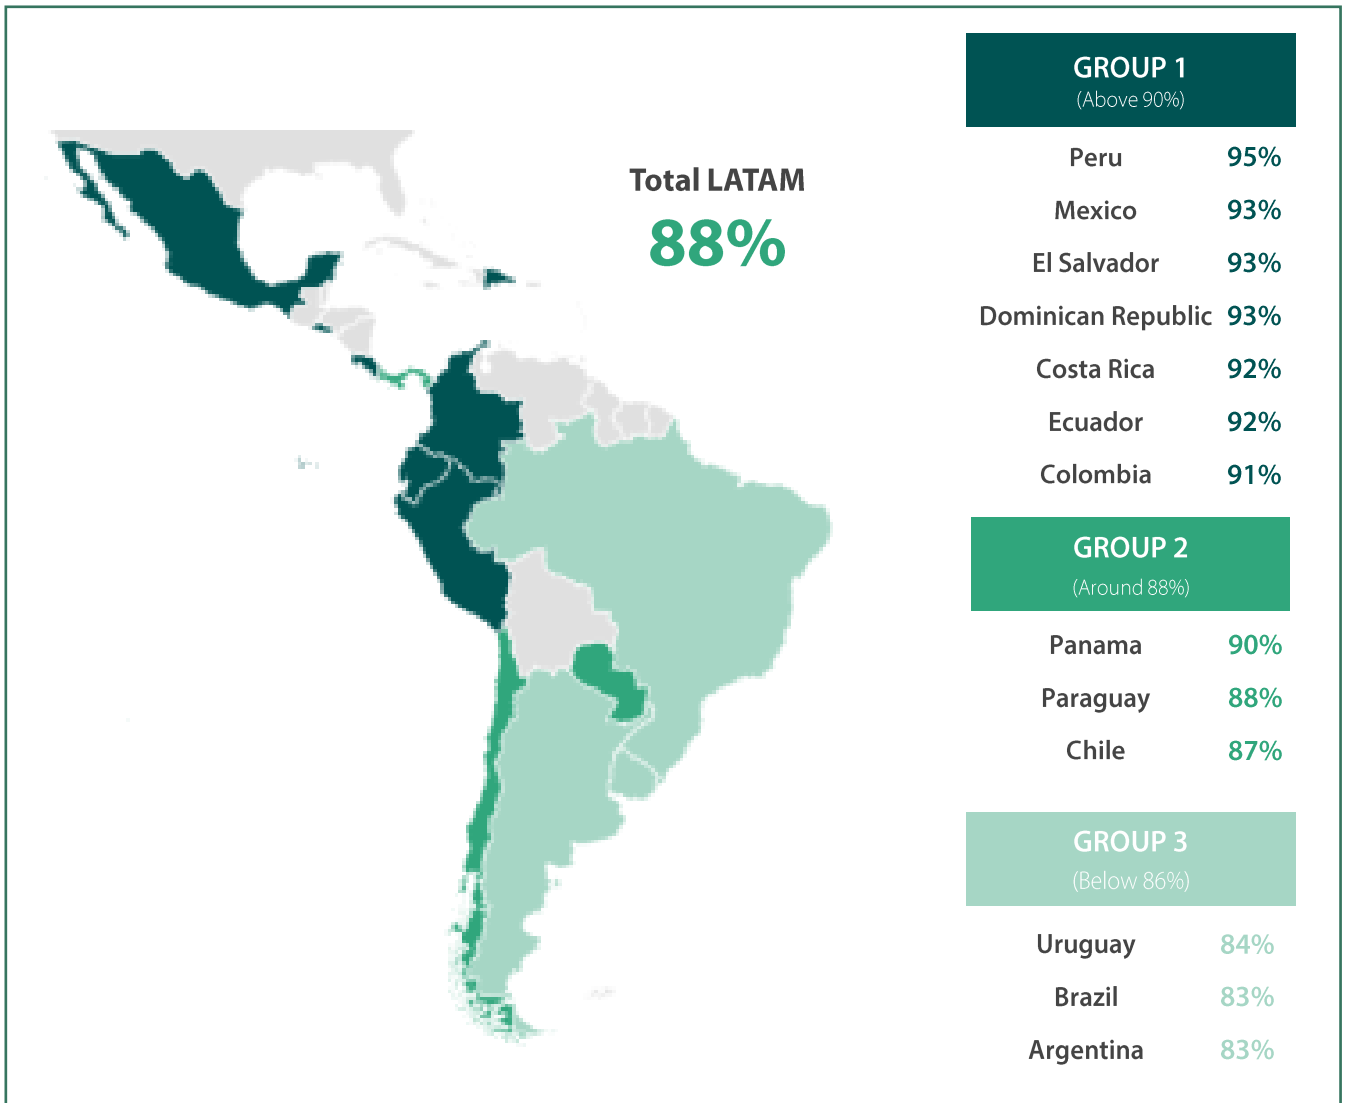 Total LATAM
88%
GROUP 1
(Above 90%)
Peru 95%
Mexico 93%
El Salvador 93%
Dominican Republic 93%
Costa Rica 92%
Ecuador 92%
Colombia 91%
GROUP 2
(Around 88%)
Panama 90%
Paraguay 88%
Chile 87%
GROUP 3
(Below 86%)
Uruguay 84%
Brazil 83%
Argentina 83%